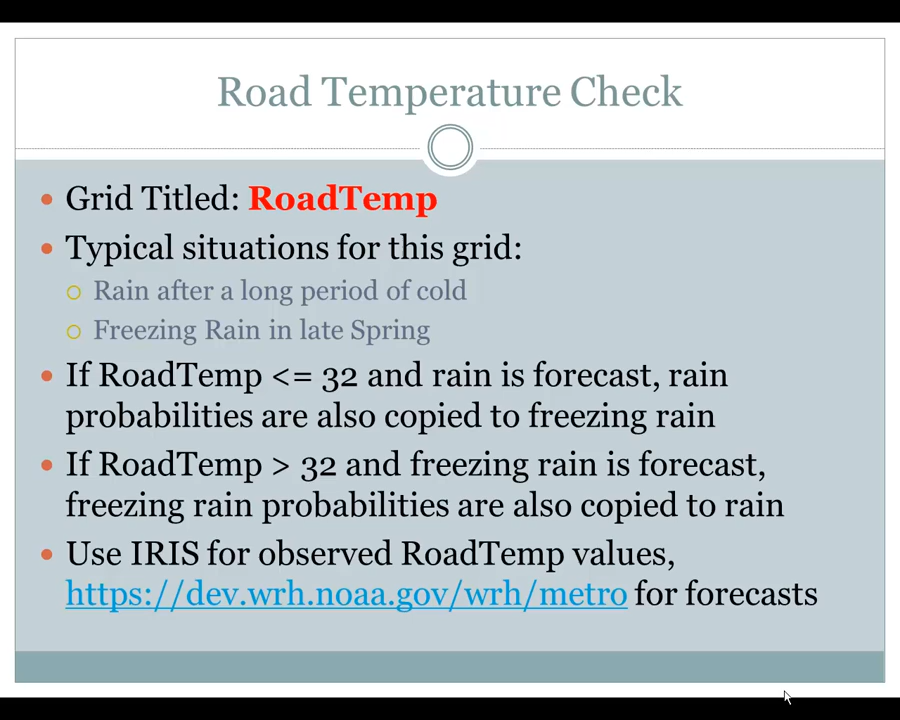 Road Temperature Check
Grid Titled: RoadTemp
Typical situations for this grid:
Rain after a long period of cold
Freezing Rain in late Spring
If RoadTemp <= 32 and rain is forecast, rain
probabilities are also copied to freezing rain
If RoadTemp > 32 and freezing rain is forecast,
freezing rain probabilities are also copied to rain
Use IRIS for observed RoadTemp values,
https://dev.wrh.noaa.gov/wrh/metro for forecasts